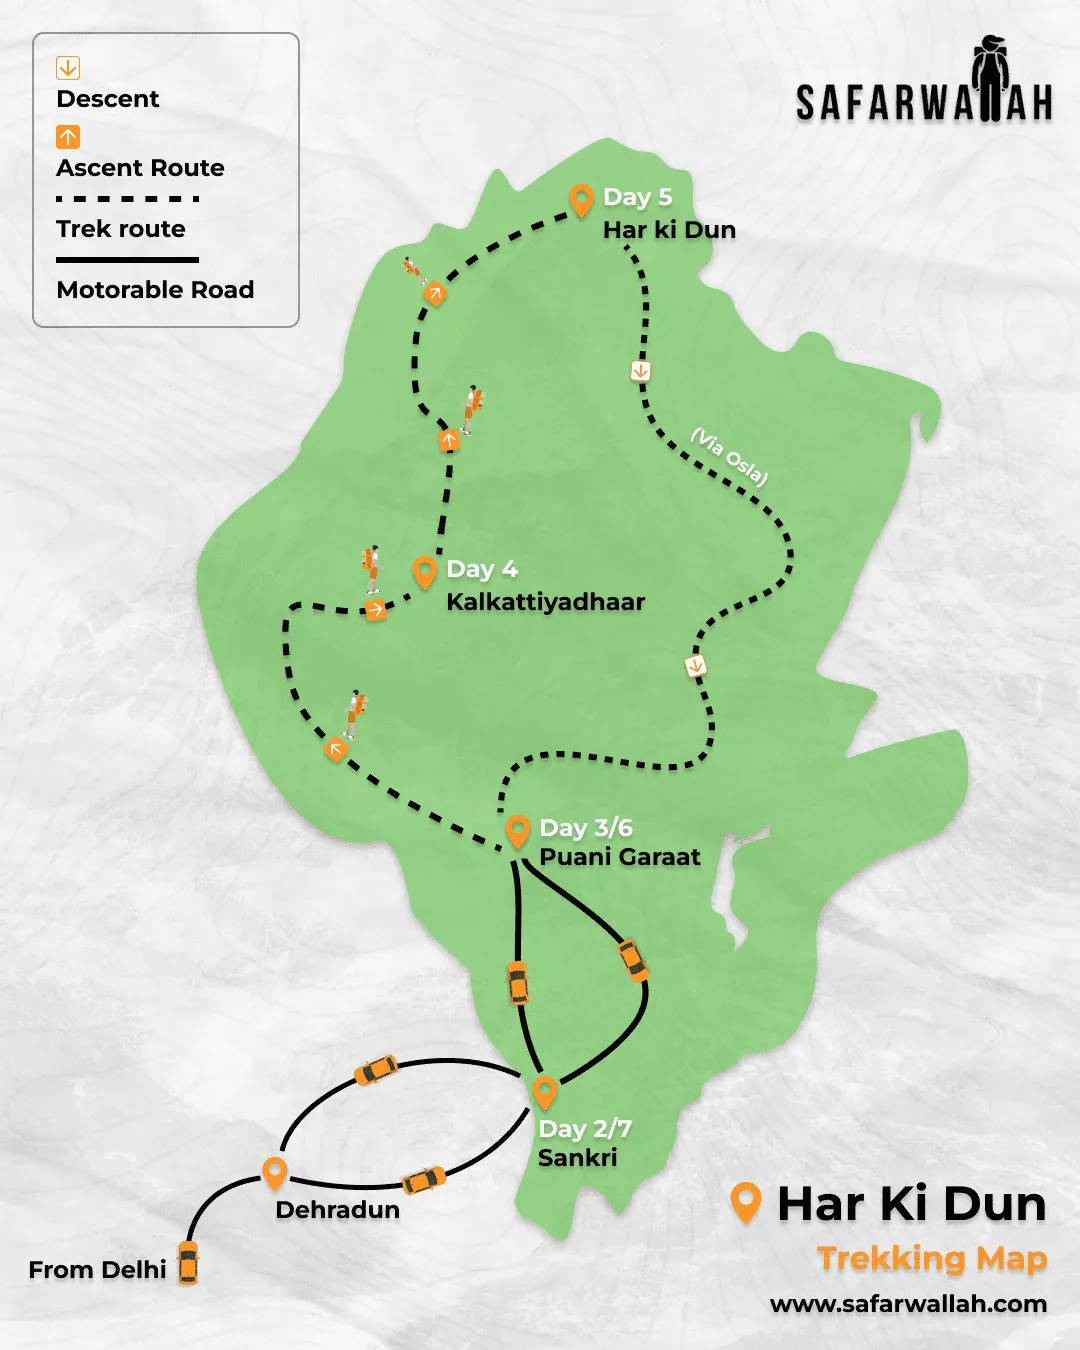 Descent
Ascent Route
Trek route
Motorable Road
SAFARWALLAH
Day 5
Har ki Dun
(Via Osla)
Day 4
Kalkattiyadhaar
Day 3/6
Puani Garaat
Day 2/7
Sankri
Dehradun
From Delhi
Har Ki Dun
Trekking Map
www.safarwallah.com